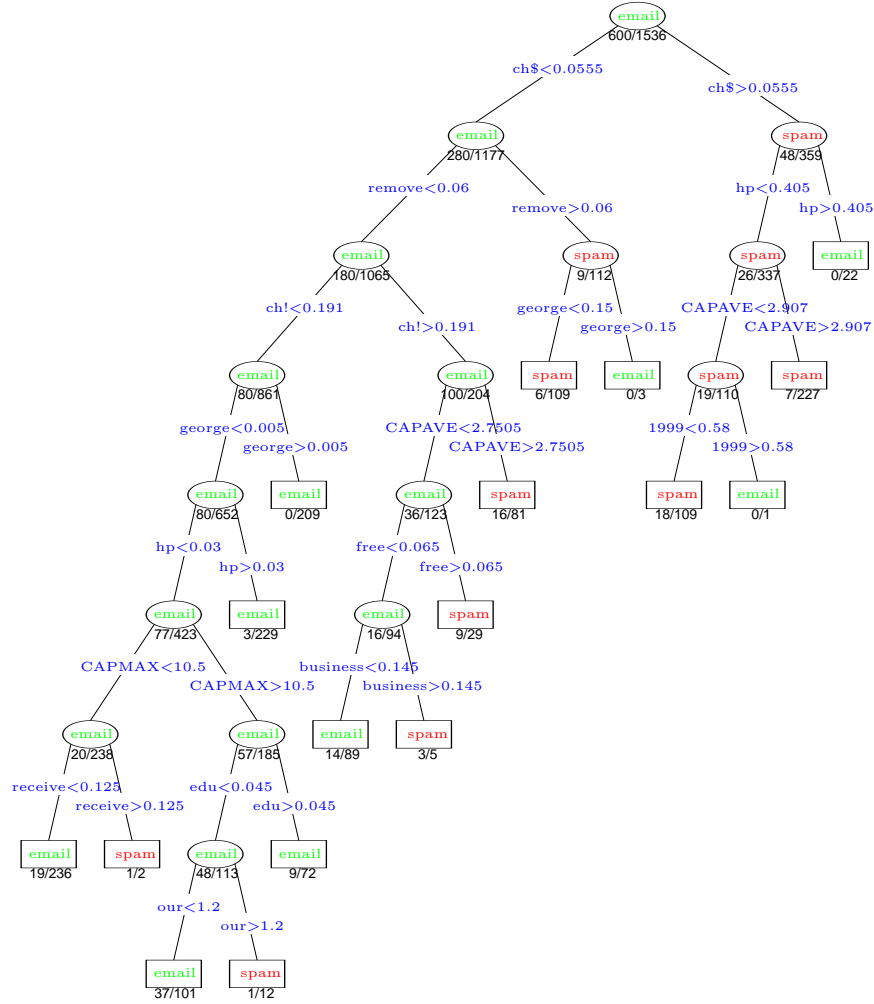 email
600/1536
ch$<0.0555
ch$>0.0555
email
280/1177
spam
48/359
remove<0.06
remove>0.06
hp<0.405
hp>0.405
email
180/1065
spam
9/112
spam
26/337
email
0/22
ch!<0.191
ch!>0.191
george<0.15
george>0.15
CAPAVE<2.907
CAPAVE>2.907
email
80/861
email
100/204
spam
6/109
email
0/3
spam
19/110
spam
7/227
george<0.005
george>0.005
CAPAVE<2.7505
CAPAVE>2.7505
1999<0.58
1999>0.58
email
80/652
email
0/209
email
36/123
spam
16/81
spam
18/109
email
0/1
hp<0.03
hp>0.03
free<0.065
free>0.065
email
77/423
email
3/229
email
16/94
spam
9/29
CAPMAX<10.5
CAPMAX>10.5
business<0.145
business>0.145
email
20/238
email
57/185
email
14/89
spam
3/5
receive<0.125
receive>0.125
edu<0.045
edu>0.045
email
19/236
spam
1/2
email
48/113
email
9/72
our<1.2
our>1.2
email
37/101
spam
1/12